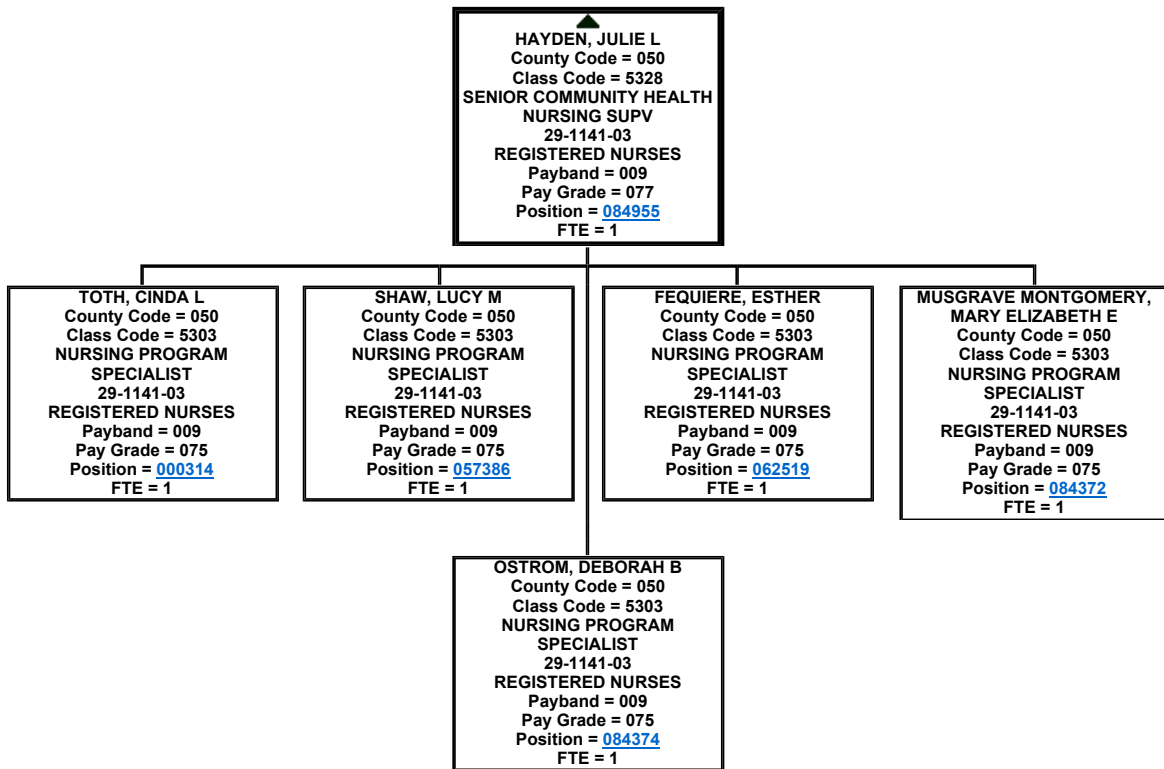 HAYDEN, JULIE L
County Code = 050
Class Code = 5328
SENIOR COMMUNITY HEALTH
NURSING SUPV
29-1141-03
REGISTERED NURSES
Payband = 009
Pay Grade = 077
Position = 084955
FTE = 1
TOTH, CINDA L
County Code = 050
Class Code = 5303
NURSING PROGRAM
SPECIALIST
29-1141-03
REGISTERED NURSES
Payband = 009
Pay Grade = 075
Position = 000314
FTE = 1
SHAW, LUCY M
County Code = 050
Class Code = 5303
NURSING PROGRAM
SPECIALIST
29-1141-03
REGISTERED NURSES
Payband = 009
Pay Grade = 075
Position = 057386
FTE = 1
FEQUIERE, ESTHER
County Code = 050
Class Code = 5303
NURSING PROGRAM
SPECIALIST
29-1141-03
REGISTERED NURSES
Payband = 009
Pay Grade = 075
Position = 062519
FTE = 1
MUSGRAVE MONTGOMERY,
MARY ELIZABETH E
County Code = 050
Class Code = 5303
NURSING PROGRAM
SPECIALIST
29-1141-03
REGISTERED NURSES
Payband = 009
Pay Grade = 075
Position = 084372
FTE = 1
OSTROM, DEBORAH B
County Code = 050
Class Code = 5303
NURSING PROGRAM
SPECIALIST
29-1141-03
REGISTERED NURSES
Payband = 009
Pay Grade = 075
Position = 084374
FTE = 1